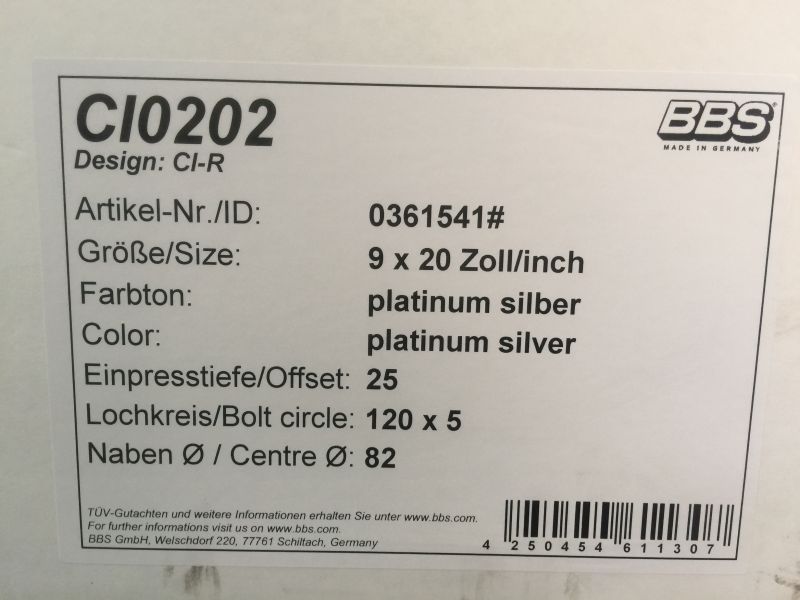 CI0202
Design: CI-R
BBS®
MADE IN GERMANY
Artikel-Nr./ID: 0361541#
Größe/Size: 9 x 20 Zoll/inch
Farbton: platinum silber
Color: platinum silver
Einpresstiefe/Offset: 25
Lochkreis/Bolt circle: 120 x 5
Naben Ø / Centre Ø: 82
TÜV-Gutachten und weitere Informationen erhalten Sie unter www.bbs.com.
For further informations visit us on www.bbs.com.
BBS GmbH, Welschdorf 220, 77761 Schiltach, Germany
4 250454 611307